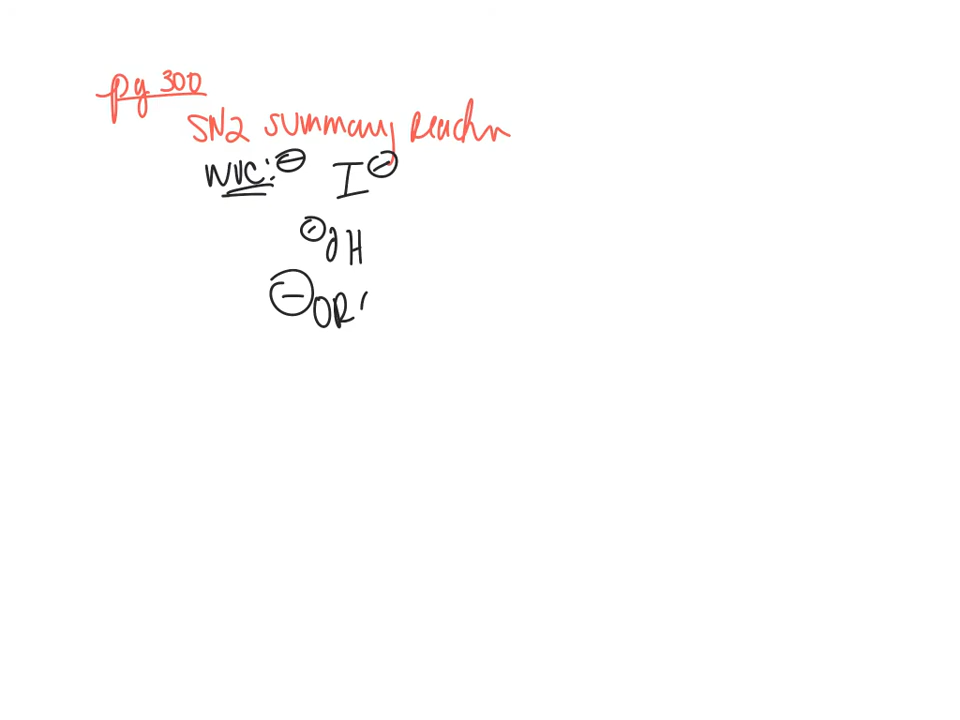 pg 300
SN2 summary Reactn
NUC:⊖ I⊖
⊖OH
⊖OR'